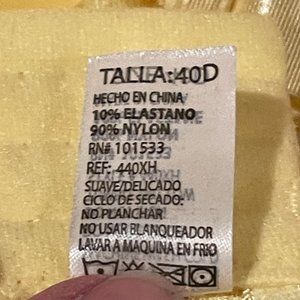 TALLA:40D
HECHO EN CHINA
10% ELASTANO
90% NYLON
RN# 101533
REF: 440XH
SUAVE/DELICADO
CICLO DE SECADO:
NO PLANCHAR
NO USAR BLANQUEADOR
LAVAR A MAQUINA EN FRIO